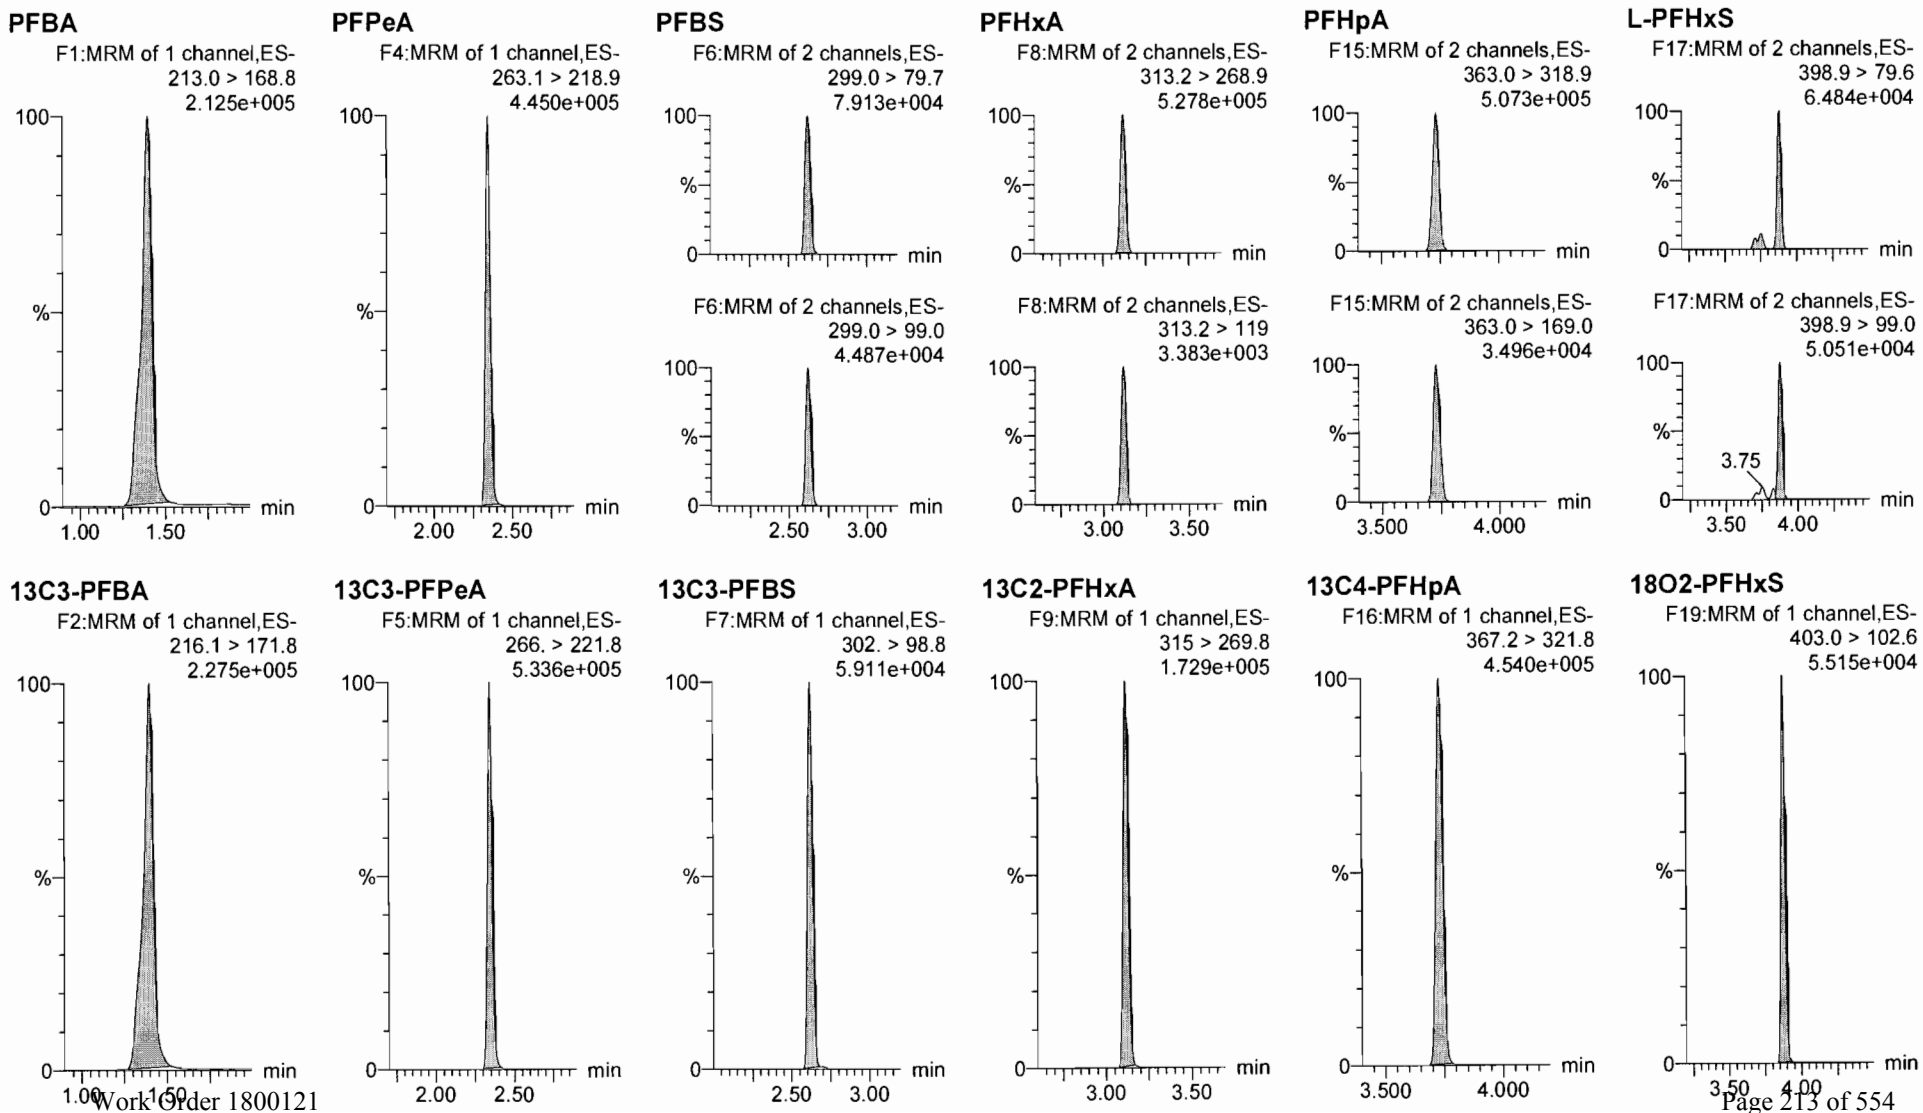 PFBA
F1:MRM of 1 channel,ES-
213.0 > 168.8
2.125e+005
100
%
0
min
1.00 1.50
PFPeA
F4:MRM of 1 channel,ES-
263.1 > 218.9
4.450e+005
100
%
0
min
2.00 2.50
PFBS
F6:MRM of 2 channels,ES-
299.0 > 79.7
7.913e+004
100
%
0
min
F6:MRM of 2 channels,ES-
299.0 > 99.0
4.487e+004
100
%
0
min
2.50 3.00
PFHxA
F8:MRM of 2 channels,ES-
313.2 > 268.9
5.278e+005
100
%
0
min
F8:MRM of 2 channels,ES-
313.2 > 119
3.383e+003
100
%
0
min
3.00 3.50
PFHpA
F15:MRM of 2 channels,ES-
363.0 > 318.9
5.073e+005
100
%
0
min
F15:MRM of 2 channels,ES-
363.0 > 169.0
3.496e+004
100
%
0
min
3.500 4.000
L-PFHxS
F17:MRM of 2 channels,ES-
398.9 > 79.6
6.484e+004
100
%
0
min
F17:MRM of 2 channels,ES-
398.9 > 99.0
5.051e+004
100
%
3.75
0
min
3.50 4.00
13C3-PFBA
F2:MRM of 1 channel,ES-
216.1 > 171.8
2.275e+005
100
%
0
min
1.00 1.50
13C3-PFPeA
F5:MRM of 1 channel,ES-
266. > 221.8
5.336e+005
100
%
0
min
2.00 2.50
13C3-PFBS
F7:MRM of 1 channel,ES-
302. > 98.8
5.911e+004
100
%
0
min
2.50 3.00
13C2-PFHxA
F9:MRM of 1 channel,ES-
315 > 269.8
1.729e+005
100
%
0
min
3.00 3.50
13C4-PFHpA
F16:MRM of 1 channel,ES-
367.2 > 321.8
4.540e+005
100
%
0
min
3.500 4.000
18O2-PFHxS
F19:MRM of 1 channel,ES-
403.0 > 102.6
5.515e+004
100
%
0
min
3.50 4.00
Work Order 1800121
Page 213 of 554